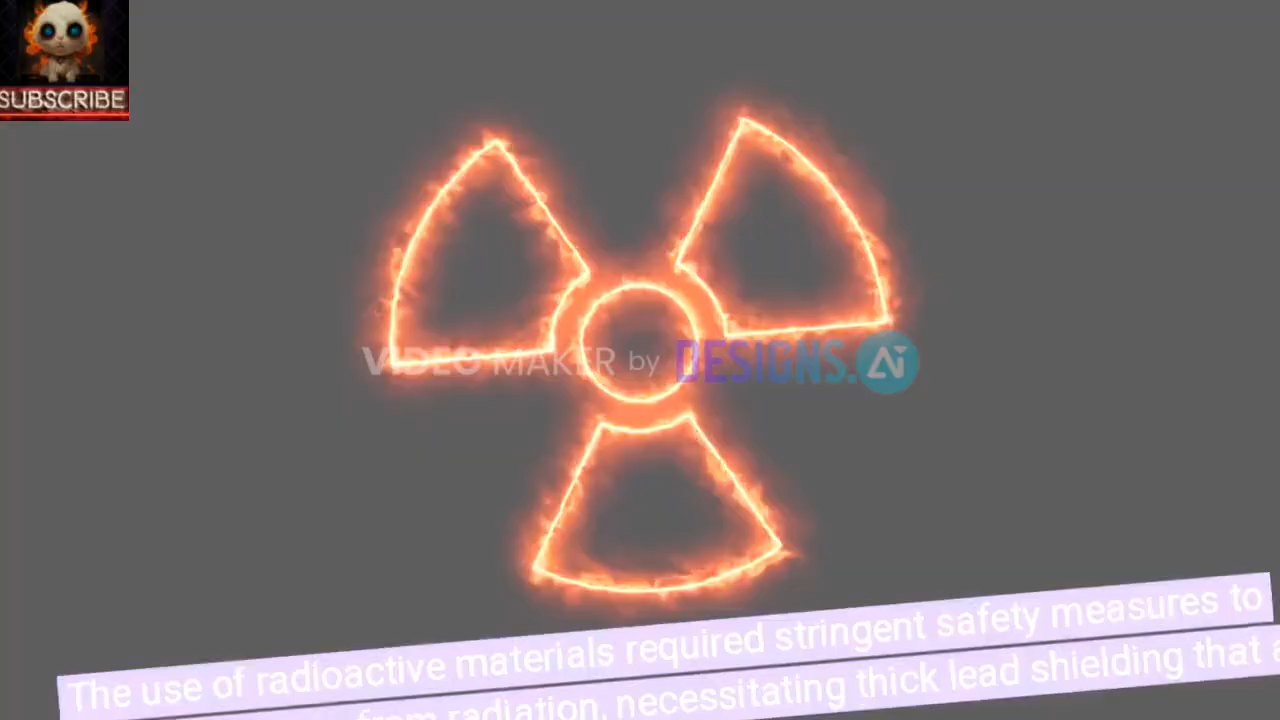 SUBSCRIBE
VIDEO MAKER by DESIGNS.Ai
The use of radioactive materials required stringent safety measures to
from radiation, necessitating thick lead shielding that